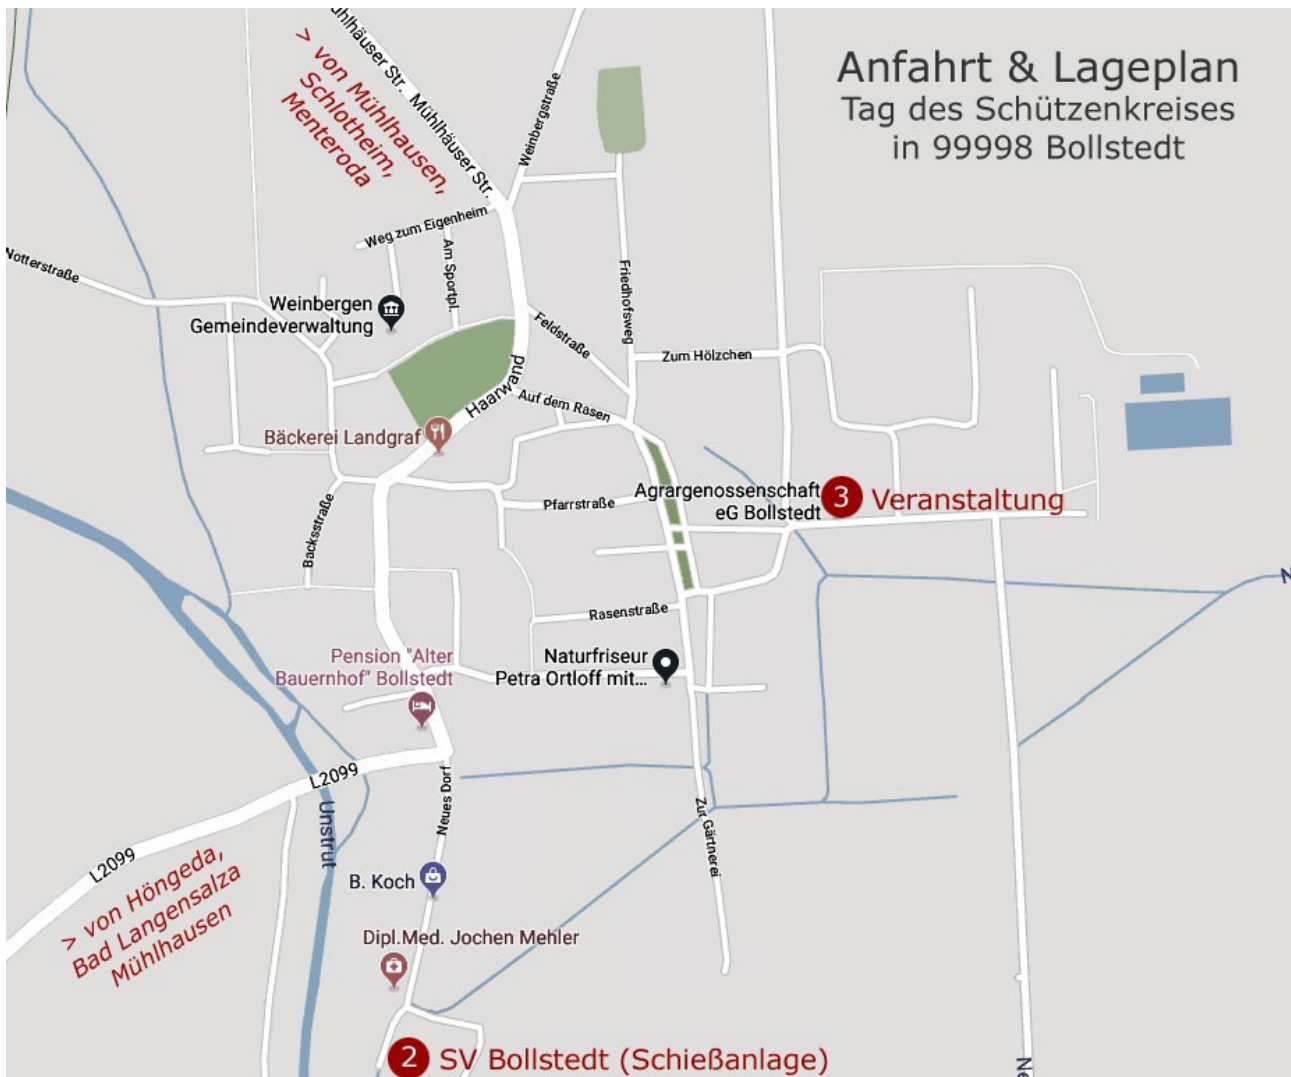 Anfahrt & Lageplan
Tag des Schützenkreises
in 99998 Bollstedt
Mühlhäuser Str.
Mühlhäuser Str.
> von Mühlhausen,
Schlotheim,
Menteroda
Weinbergstraße
Weg zum Eigenheim
Am Sportpl.
Notterstraße
Friedhofsweg
Weinbergen
Gemeindeverwaltung
Feldstraße
Zum Hölzchen
Haarwand
Auf dem Rasen
Bäckerei Landgraf
Agrargenossenschaft
eG Bollstedt
3 Veranstaltung
Pfarrstraße
Backsstraße
Rasenstraße
Pension "Alter
Bauernhof" Bollstedt
Naturfriseur
Petra Ortloff mit...
L2099
Neues Dorf
Unstrut
Zur Gärtnerei
L2099
> von Höngeda,
Bad Langensalza
Mühlhausen
B. Koch
Dipl.Med. Jochen Mehler
2 SV Bollstedt (Schießanlage)